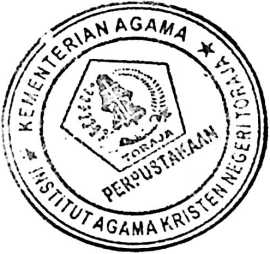 KEMENTERIAN AGAMA
TORAJA
PERPUSTAKAAN
INSTITUT AGAMA KRISTEN NEGERI TORAJA